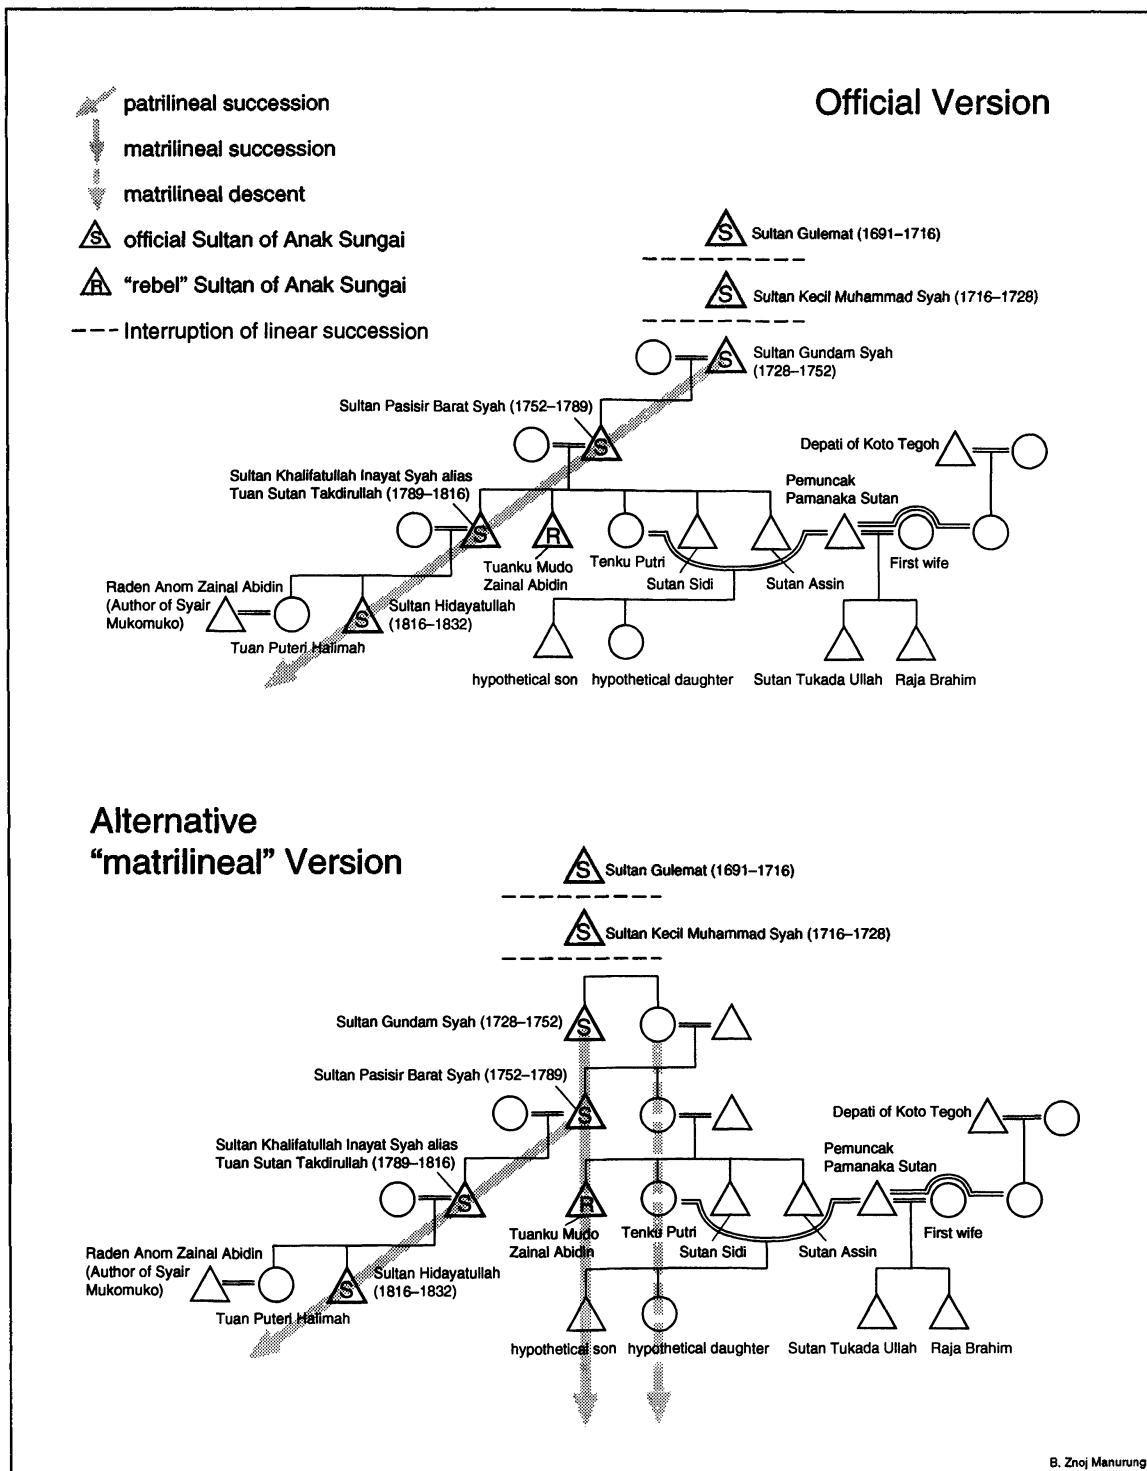 Official Version
patrilineal succession
matrilineal succession
matrilineal descent
S official Sultan of Anak Sungai
R “rebel” Sultan of Anak Sungai
Interruption of linear succession
S Sultan Gulemat (1691–1716)
S Sultan Kecil Muhammad Syah (1716–1728)
S Sultan Gundam Syah
(1728–1752)
Sultan Pasisir Barat Syah (1752–1789)
S
Depati of Koto Tegoh
Sultan Khalifatullah Inayat Syah alias
Tuan Sutan Takdirullah (1789–1816)
S
R
Pemuncak
Pamanaka Sutan
Tuanku Mudo
Zainal Abidin
Tenku Putri
Sutan Sidi
Sutan Assin
First wife
Raden Anom Zainal Abidin
(Author of Syair
Mukomuko)
S
Sultan Hidayatullah
(1816–1832)
Tuan Puteri Halimah
hypothetical son
hypothetical daughter
Sutan Tukada Ullah
Raja Brahim
Alternative
“matrilineal” Version
S Sultan Gulemat (1691–1716)
S Sultan Kecil Muhammad Syah (1716–1728)
Sultan Gundam Syah (1728–1752) S
Sultan Pasisir Barat Syah (1752–1789)
S
Depati of Koto Tegoh
Sultan Khalifatullah Inayat Syah alias
Tuan Sutan Takdirullah (1789–1816)
S
R
Pemuncak
Pamanaka Sutan
Tuanku Mudo
Zainal Abidin
Tenku Putri
Sutan Sidi
Sutan Assin
First wife
Raden Anom Zainal Abidin
(Author of Syair
Mukomuko)
S
Sultan Hidayatullah
(1816–1832)
Tuan Puteri Halimah
hypothetical son
hypothetical daughter
Sutan Tukada Ullah
Raja Brahim
B. Znoj Manurung